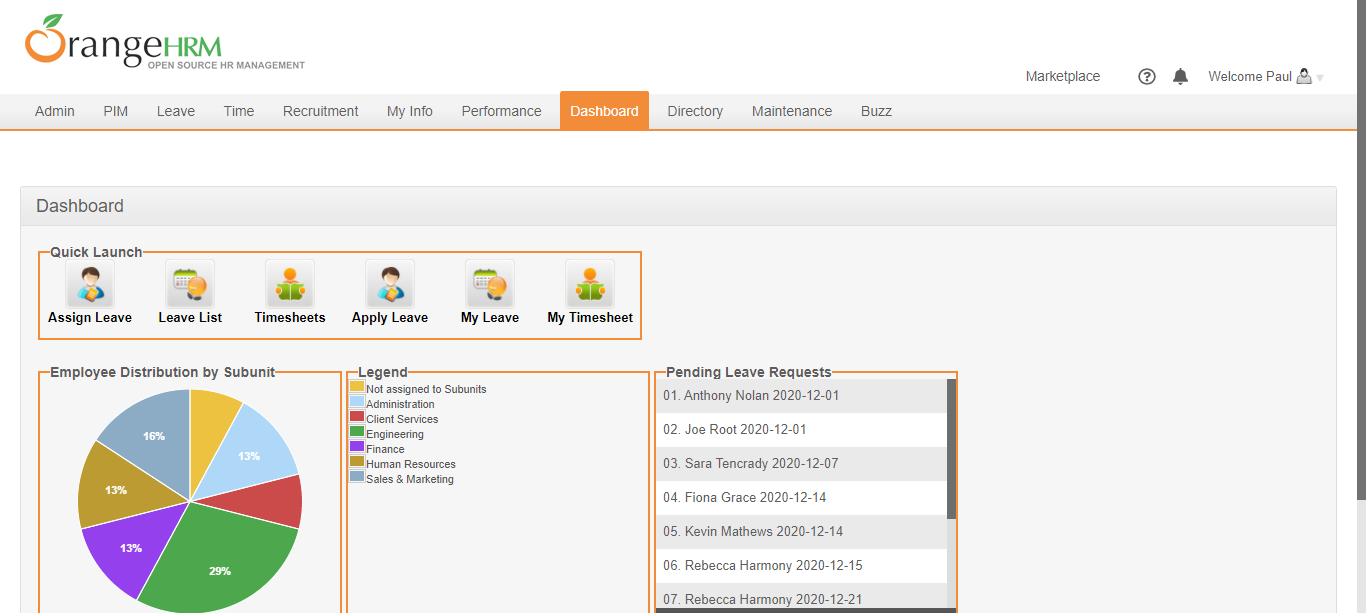 OrangeHRM
OPEN SOURCE HR MANAGEMENT
Marketplace ? Welcome Paul
Admin PIM Leave Time Recruitment My Info Performance Dashboard Directory Maintenance Buzz
Dashboard
Quick Launch
Assign Leave Leave List Timesheets Apply Leave My Leave My Timesheet
Employee Distribution by Subunit
16%
13%
13%
13%
29%
Legend
Not assigned to Subunits
Administration
Client Services
Engineering
Finance
Human Resources
Sales & Marketing
Pending Leave Requests
01. Anthony Nolan 2020-12-01
02. Joe Root 2020-12-01
03. Sara Tencrady 2020-12-07
04. Fiona Grace 2020-12-14
05. Kevin Mathews 2020-12-14
06. Rebecca Harmony 2020-12-15
07. Rebecca Harmony 2020-12-21